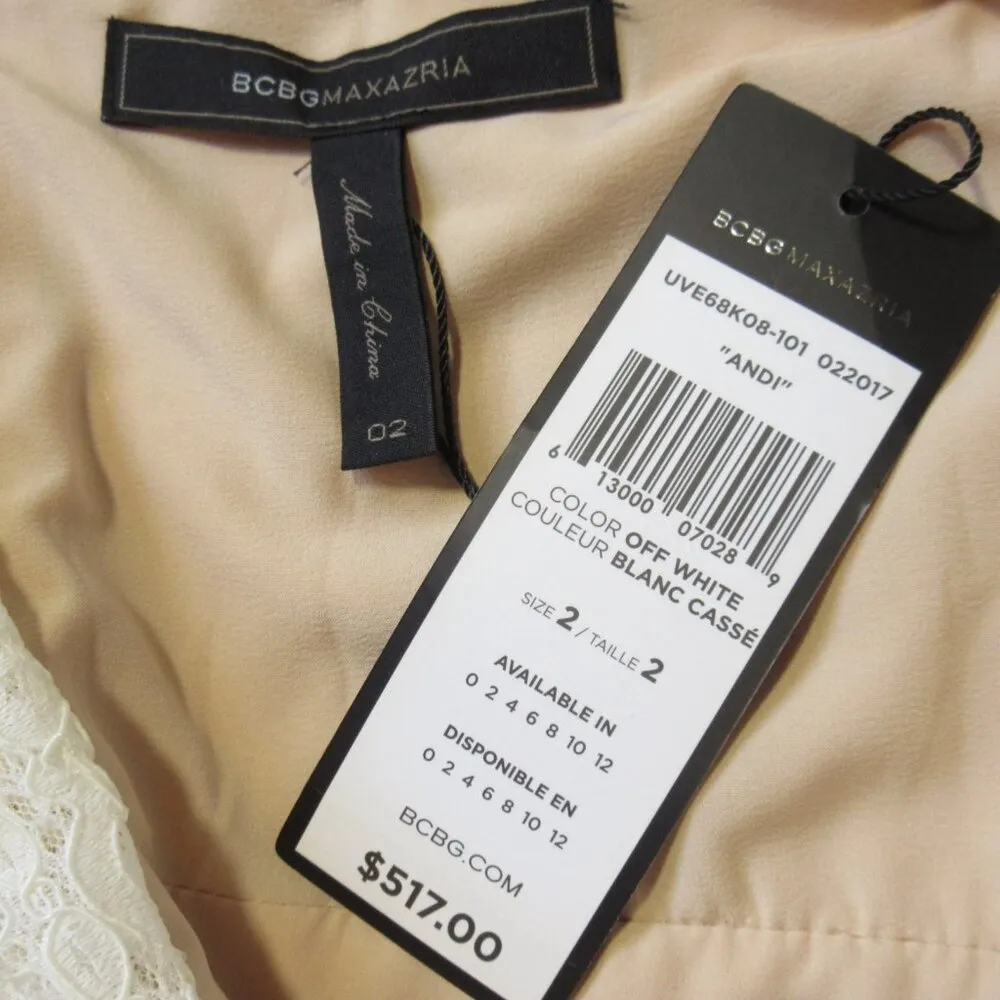 BCBGMAXAZRIA
Made in China
02
BCBGMAXAZRIA
UVE68K08-101 022017
"ANDI"
6 13000 07028 9
COLOR OFF WHITE
COULEUR BLANC CASSÉ
SIZE 2 / TAILLE 2
AVAILABLE IN
0 2 4 6 8 10 12
DISPONIBLE EN
0 2 4 6 8 10 12
BCBG.COM
$517.00